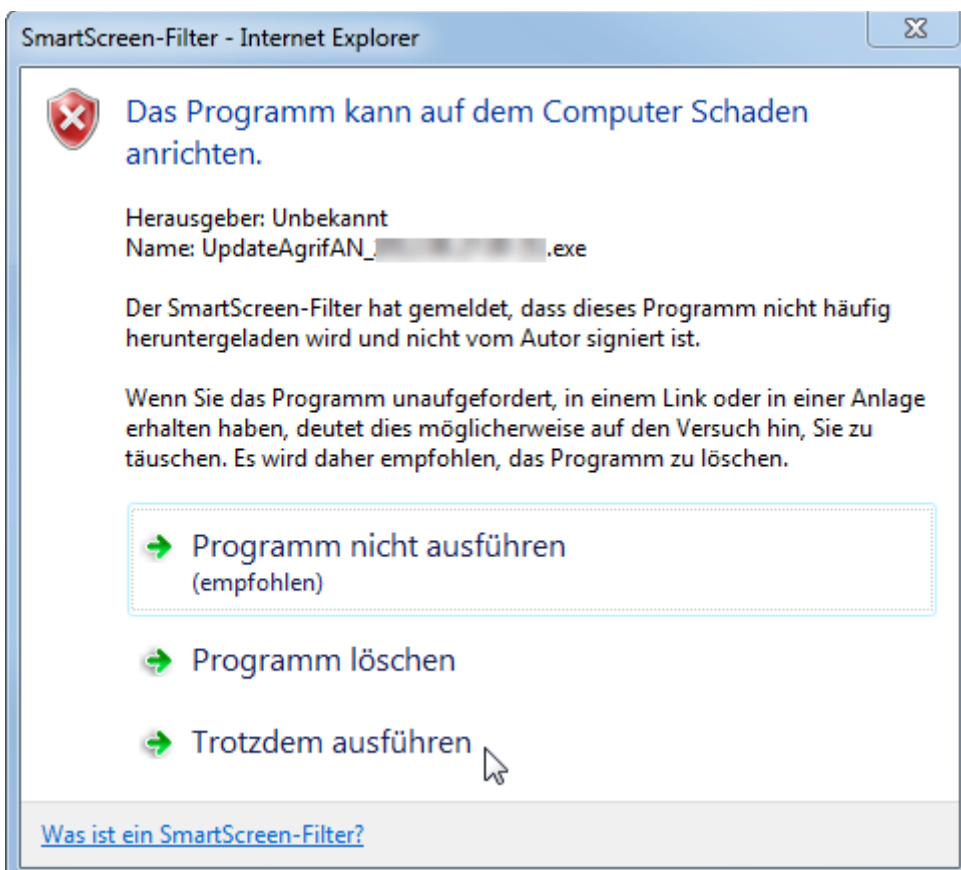 SmartScreen-Filter - Internet Explorer
Das Programm kann auf dem Computer Schaden
anrichten.
Herausgeber: Unbekannt
Name: UpdateAgrifAN_ .exe
Der SmartScreen-Filter hat gemeldet, dass dieses Programm nicht häufig
heruntergeladen wird und nicht vom Autor signiert ist.
Wenn Sie das Programm unaufgefordert, in einem Link oder in einer Anlage
erhalten haben, deutet dies möglicherweise auf den Versuch hin, Sie zu
täuschen. Es wird daher empfohlen, das Programm zu löschen.
Programm nicht ausführen
(empfohlen)
Programm löschen
Trotzdem ausführen
Was ist ein SmartScreen-Filter?